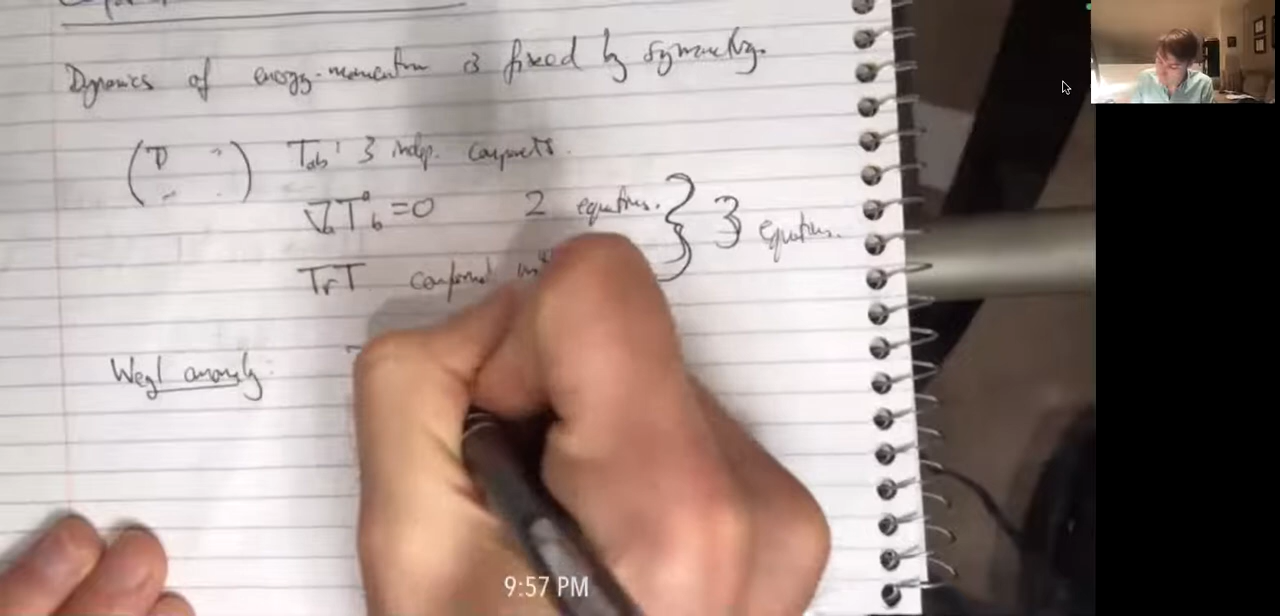 Dynamics of energy-momentum is fixed by symmetry.
T_ab: 3 indep. components.
∇_a T^a_b = 0 2 equations. } 3 equations.
Tr T conformal
Weyl anomaly:
9:57 PM